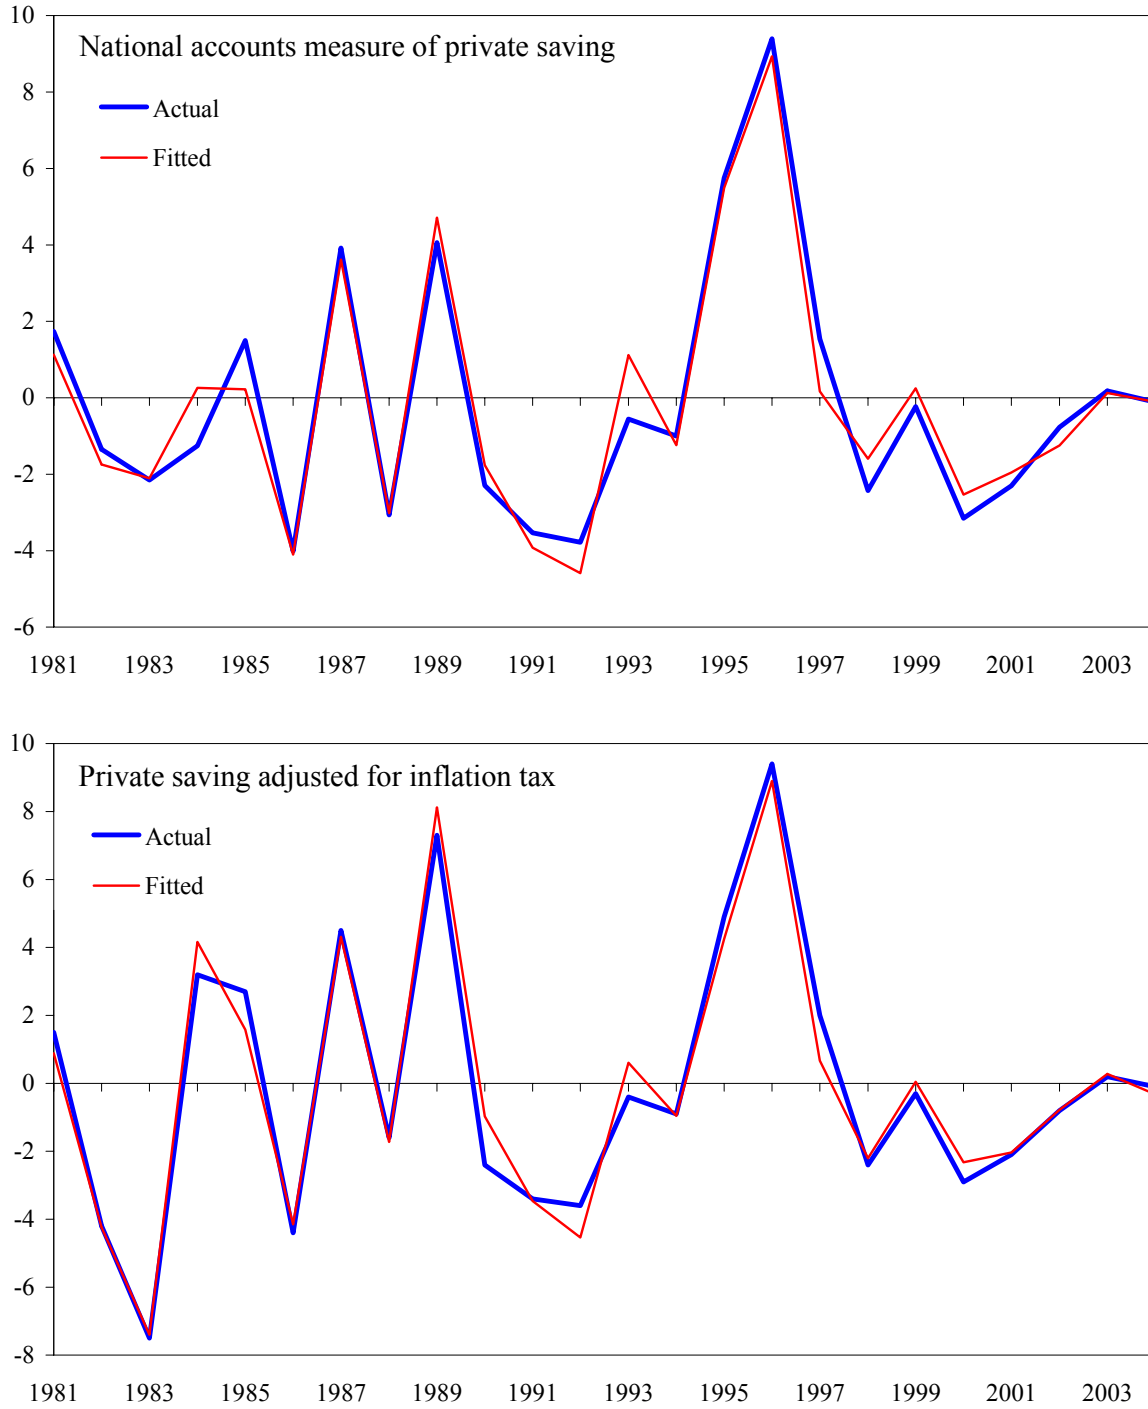 10
National accounts measure of private saving
8
Actual
6
Fitted
4
2
0
-2
-4
-6
1981 1983 1985 1987 1989 1991 1993 1995 1997 1999 2001 2003
10
Private saving adjusted for inflation tax
8
Actual
6
Fitted
4
2
0
-2
-4
-6
-8
1981 1983 1985 1987 1989 1991 1993 1995 1997 1999 2001 2003